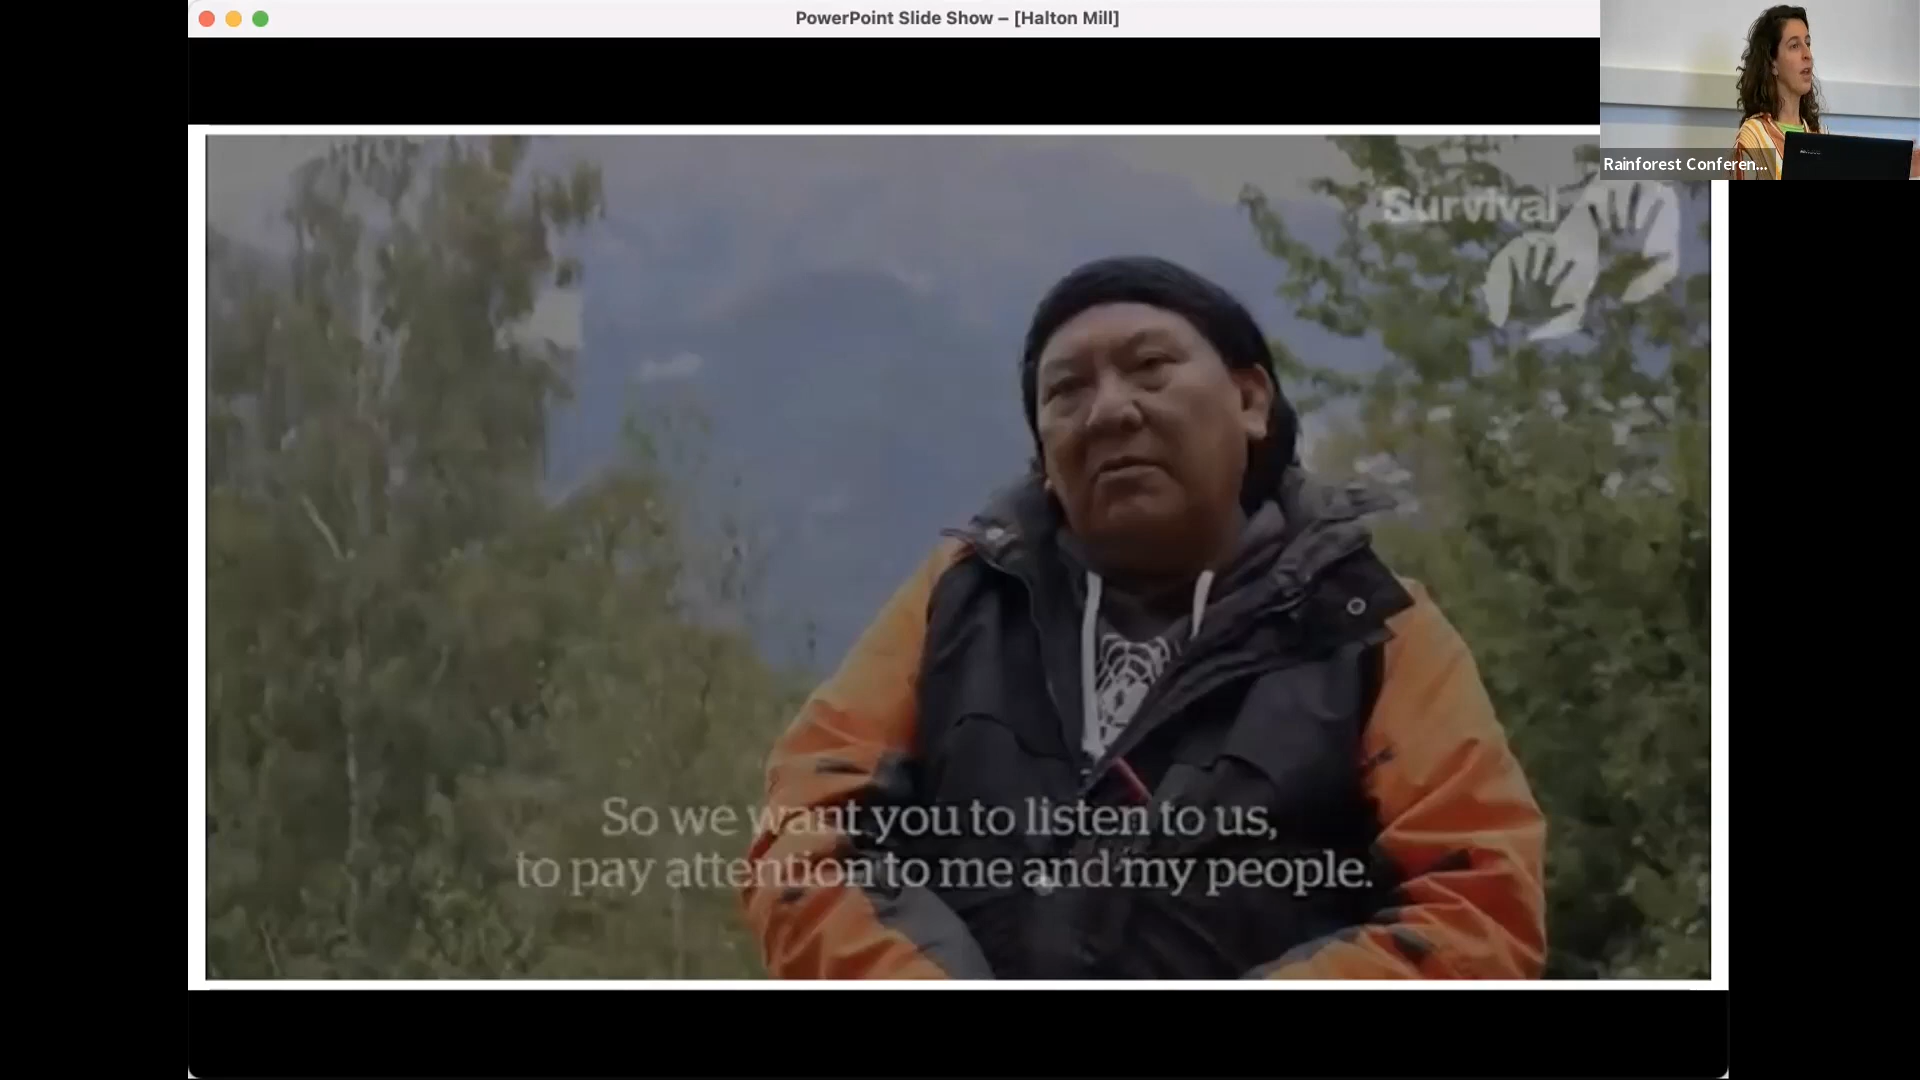 PowerPoint Slide Show – [Halton Mill]
Rainforest Conferen...
Survival
So we want you to listen to us,
to pay attention to me and my people.